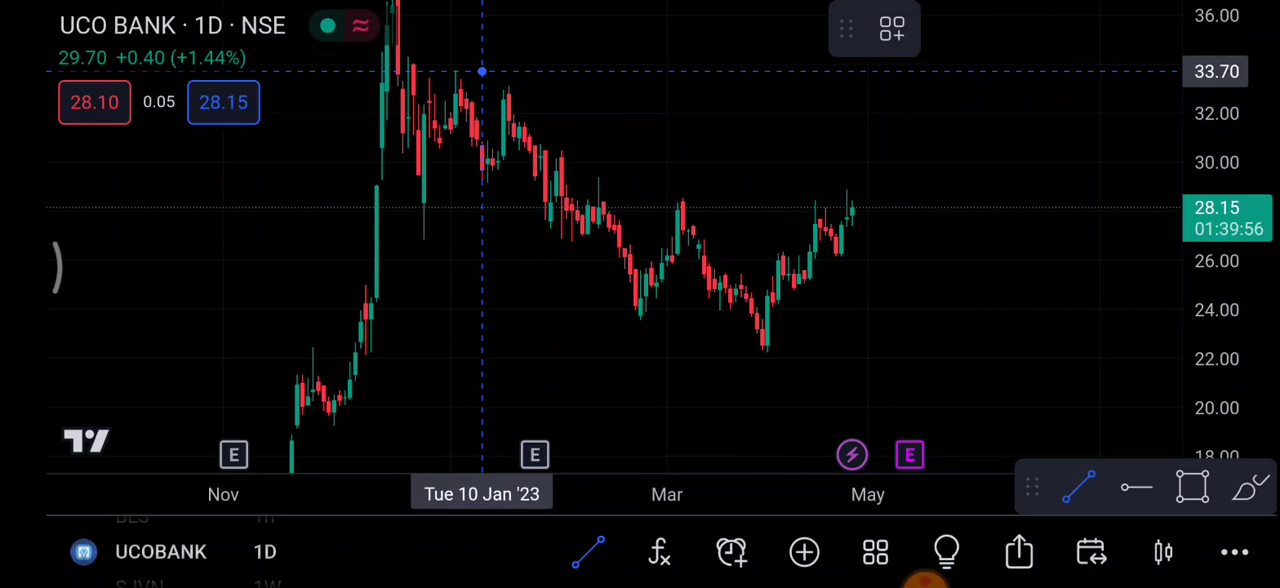 UCO BANK · 1D · NSE
29.70 +0.40 (+1.44%)
28.10 0.05 28.15
36.00
33.70
32.00
30.00
28.15
01:39:56
26.00
24.00
22.00
20.00
18.00
E E E
Nov Tue 10 Jan '23 Mar May
UCOBANK 1D
SJVN 1W